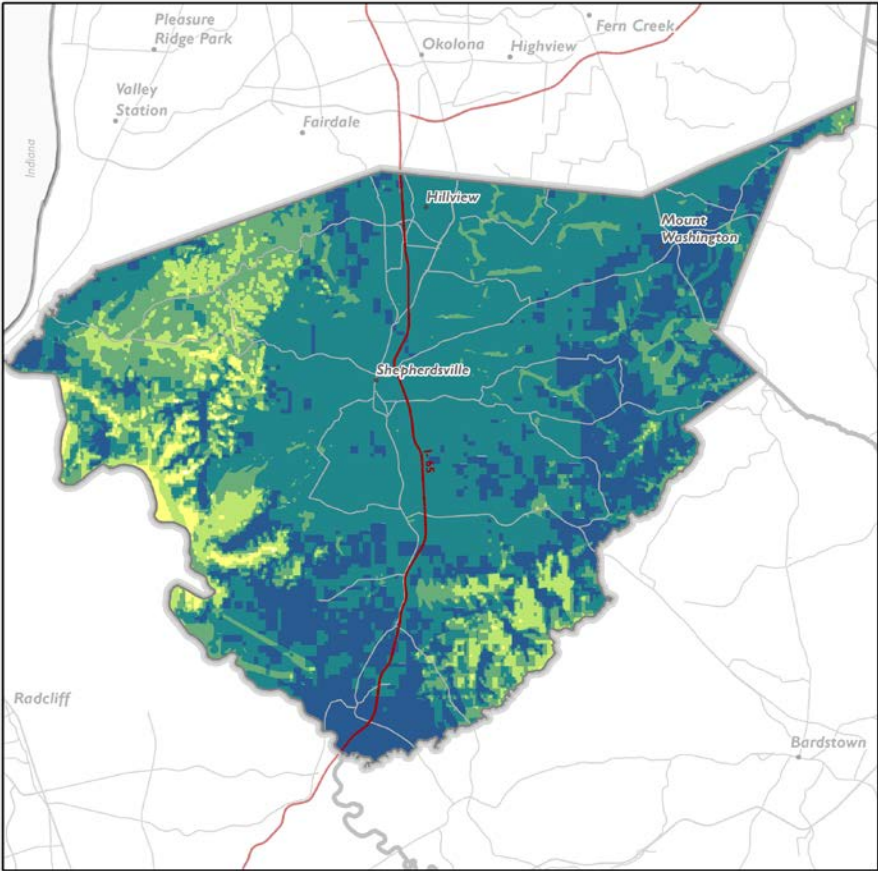 Pleasure
Ridge Park
Okolona
Highview
Fern Creek
Valley
Station
Fairdale
Indiana
Hillview
Mount
Washington
Shepherdsville
I-65
Radcliff
Bardstown